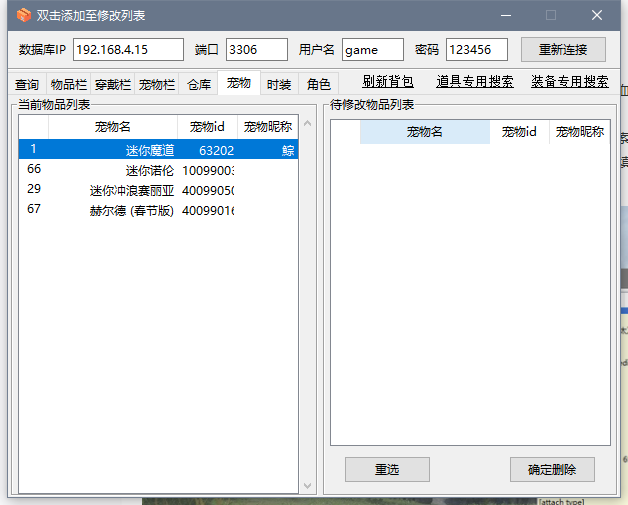 双击添加至修改列表
数据库IP 192.168.4.15 端口 3306 用户名 game 密码 123456 重新连接
查询 物品栏 穿戴栏 宠物栏 仓库 宠物 时装 角色 刷新背包 道具专用搜索 装备专用搜索
当前物品列表
宠物名 宠物id 宠物昵称
1 迷你魔道 63202 鲸
66 迷你诺伦 10099003
29 迷你冲浪赛丽亚 40099050
67 赫尔德 (春节版) 40099016
待修改物品列表
宠物名 宠物id 宠物昵称
重选 确定删除
[attach type]